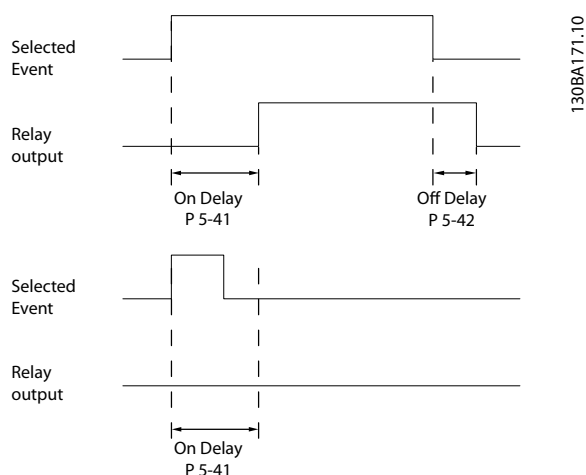 Selected
Event
Relay
output
On Delay
P 5-41
Off Delay
P 5-42
Selected
Event
Relay
output
On Delay
P 5-41
130BA171.10